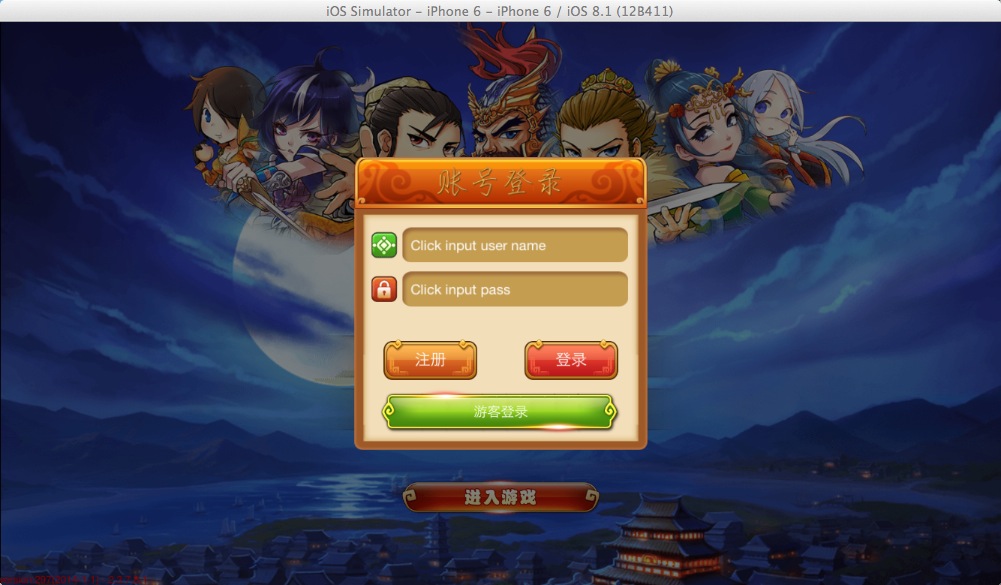 iOS Simulator – iPhone 6 – iPhone 6 / iOS 8.1 (12B411)
账号登录
Click input user name
Click input pass
注册 登录
游客登录
进入游戏